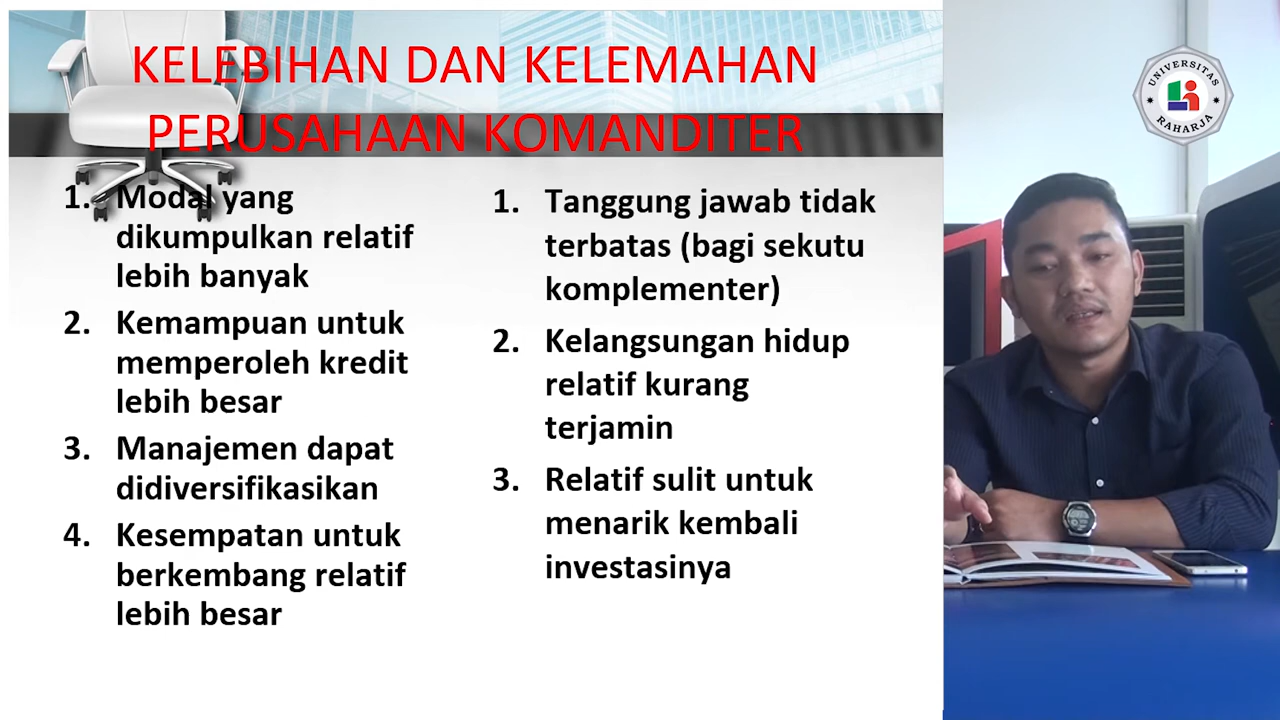 KELEBIHAN DAN KELEMAHAN
PERUSAHAAN KOMANDITER
1. Modal yang
dikumpulkan relatif
lebih banyak
2. Kemampuan untuk
memperoleh kredit
lebih besar
3. Manajemen dapat
didiversifikasikan
4. Kesempatan untuk
berkembang relatif
lebih besar
1. Tanggung jawab tidak
terbatas (bagi sekutu
komplementer)
2. Kelangsungan hidup
relatif kurang
terjamin
3. Relatif sulit untuk
menarik kembali
investasinya
UNIVERSITAS
RAHARJA